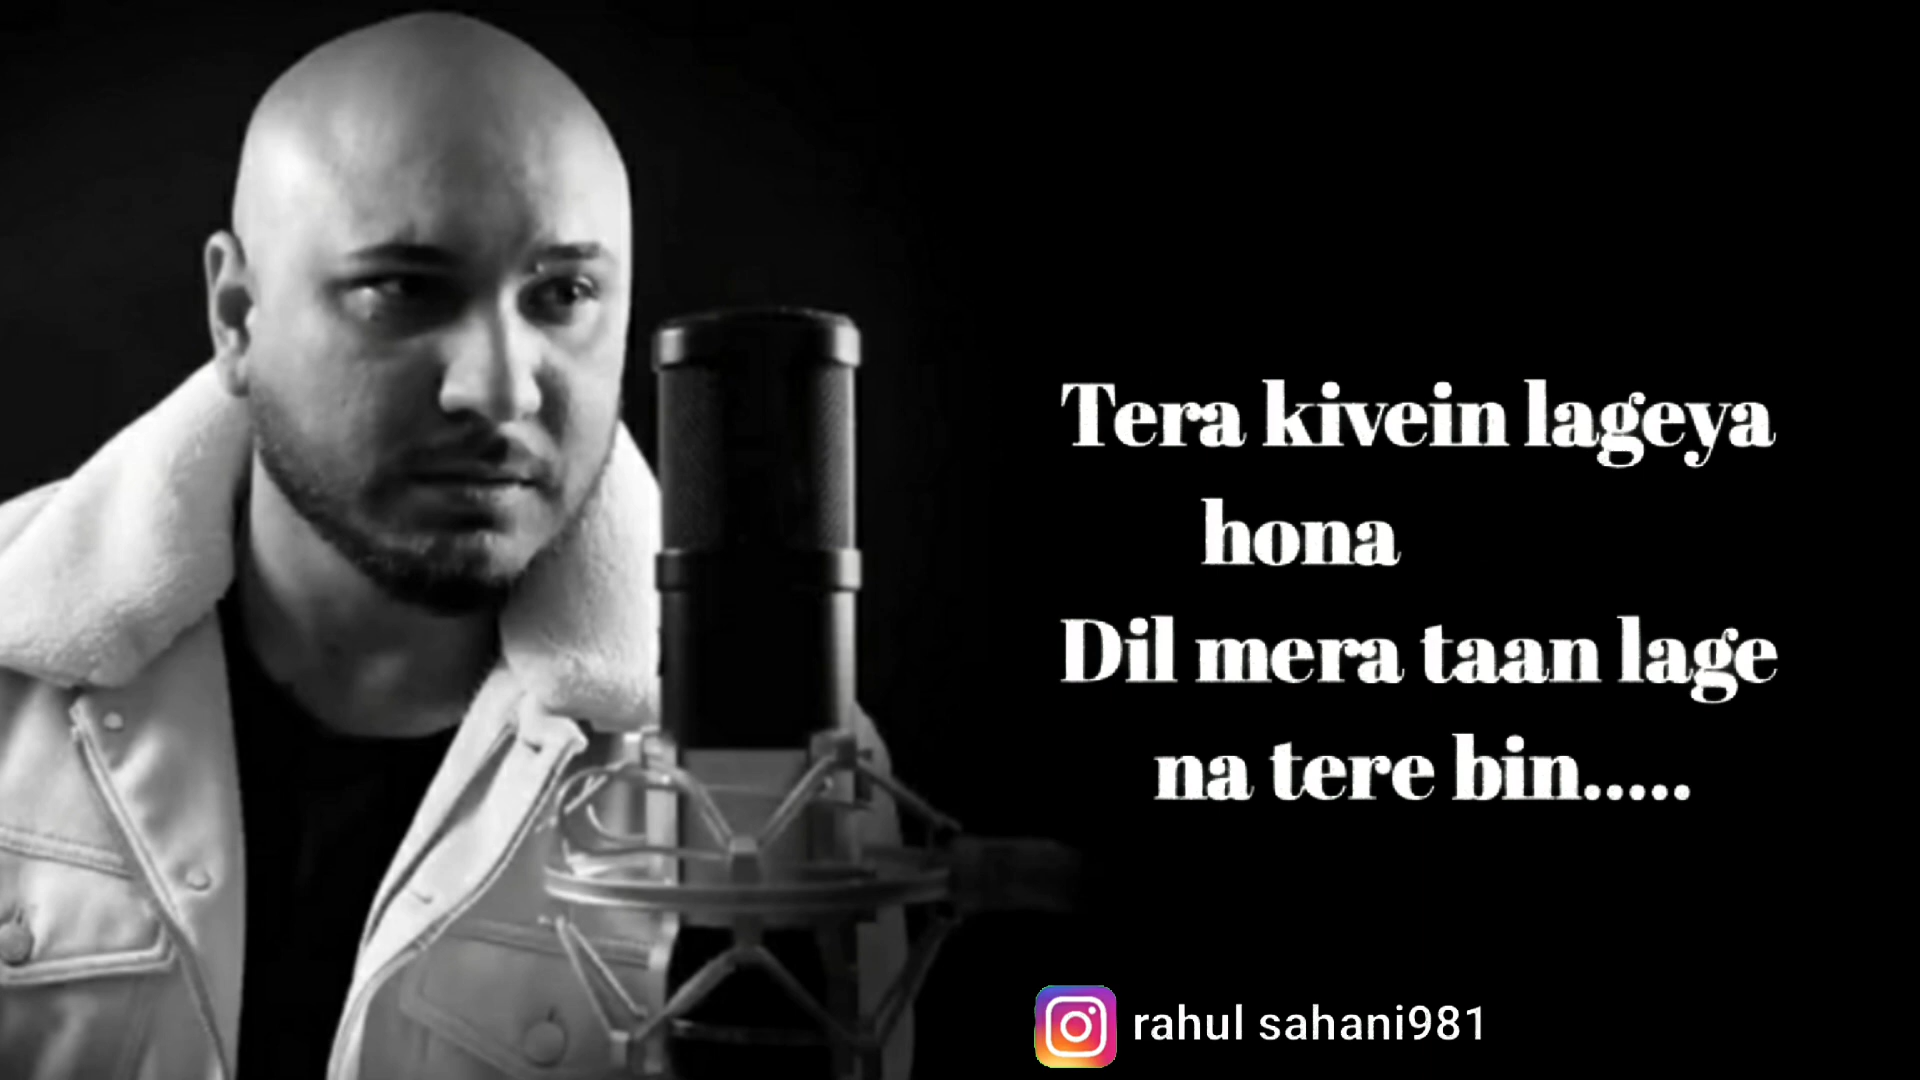 Tera kivein lageya
hona
Dil mera taan lage
na tere bin.....
rahul sahani981